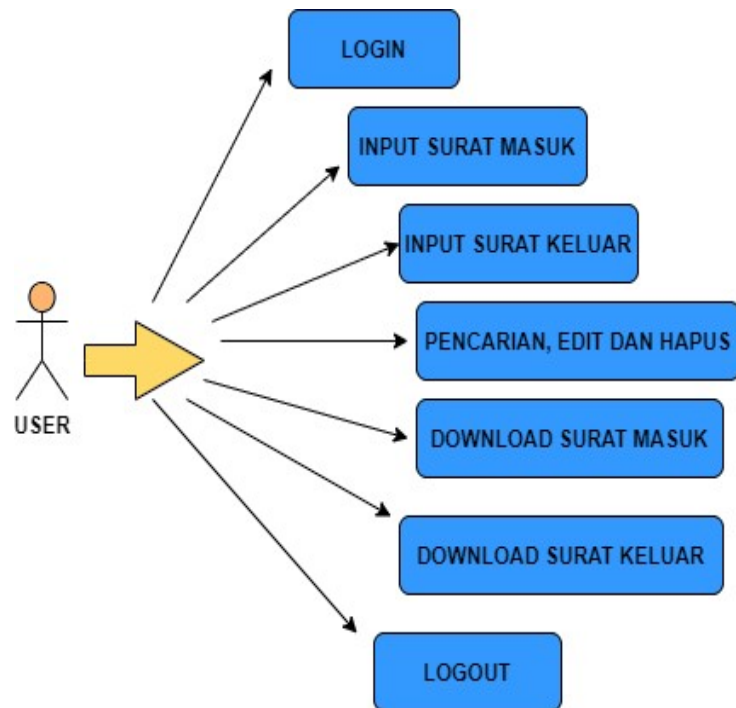 LOGIN
INPUT SURAT MASUK
INPUT SURAT KELUAR
PENCARIAN, EDIT DAN HAPUS
USER
DOWNLOAD SURAT MASUK
DOWNLOAD SURAT KELUAR
LOGOUT